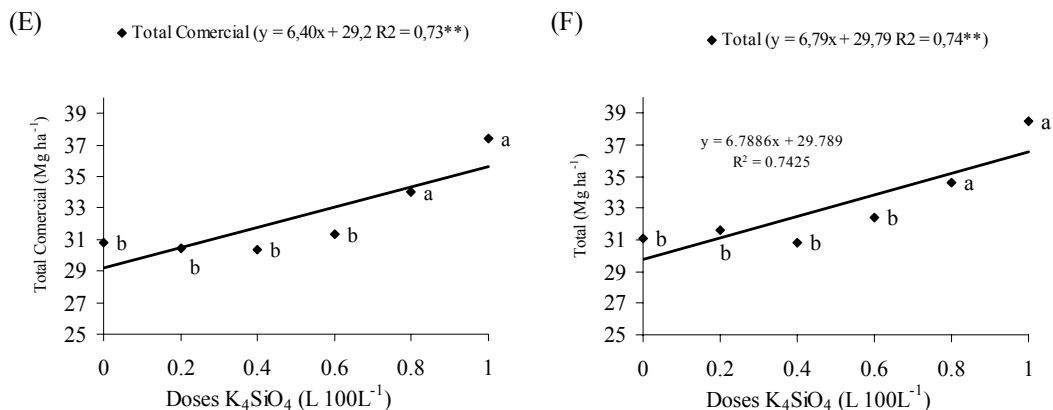 (E)
◆ Total Comercial (y = 6,40x + 29,2 R2 = 0,73**)
Total Comercial (Mg ha⁻¹)
39
37
35
33
31
29
27
25
b
b
b
b
a
a
0 0.2 0.4 0.6 0.8 1
Doses K₄SiO₄ (L 100L⁻¹)
(F)
◆ Total (y = 6,79x + 29,79 R2 = 0,74**)
Total (Mg ha⁻¹)
39
37
35
33
31
29
27
25
y = 6.7886x + 29.789
R² = 0.7425
b
b
b
b
a
a
0 0.2 0.4 0.6 0.8 1
Doses K₄SiO₄ (L 100L⁻¹)